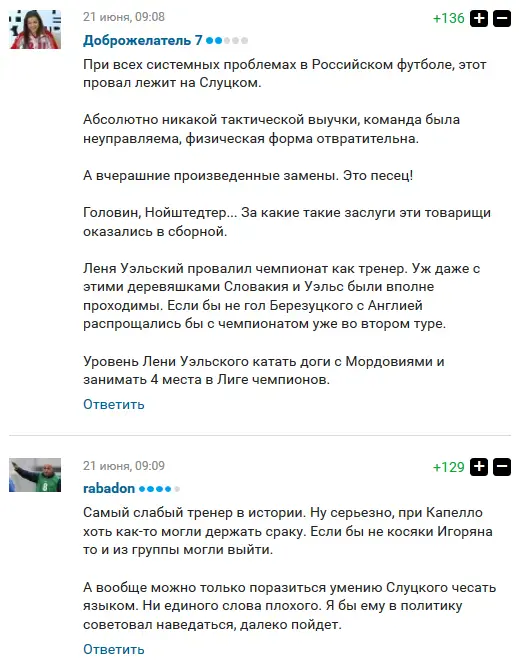 21 июня, 09:08
+136
Доброжелатель 7
При всех системных проблемах в Российском футболе, этот
провал лежит на Слуцком.
Абсолютно никакой тактической выучки, команда была
неуправляема, физическая форма отвратительна.
А вчерашние произведенные замены. Это песец!
Головин, Нойштедтер... За какие такие заслуги эти товарищи
оказались в сборной.
Леня Уэльский провалил чемпионат как тренер. Уж даже с
этими деревяшками Словакия и Уэльс были вполне
проходимы. Если бы не гол Березуцкого с Англией
распрощались бы с чемпионатом уже во втором туре.
Уровень Лени Уэльского катать доги с Мордовиями и
занимать 4 места в Лиге чемпионов.
Ответить
21 июня, 09:09
+129
rabadon
Самый слабый тренер в истории. Ну серьезно, при Капелло
хоть как-то могли держать сраку. Если бы не косяки Игоряна
то и из группы могли выйти.
А вообще можно только поразиться умению Слуцкого чесать
языком. Ни единого слова плохого. Я бы ему в политику
советовал наведаться, далеко пойдет.
Ответить